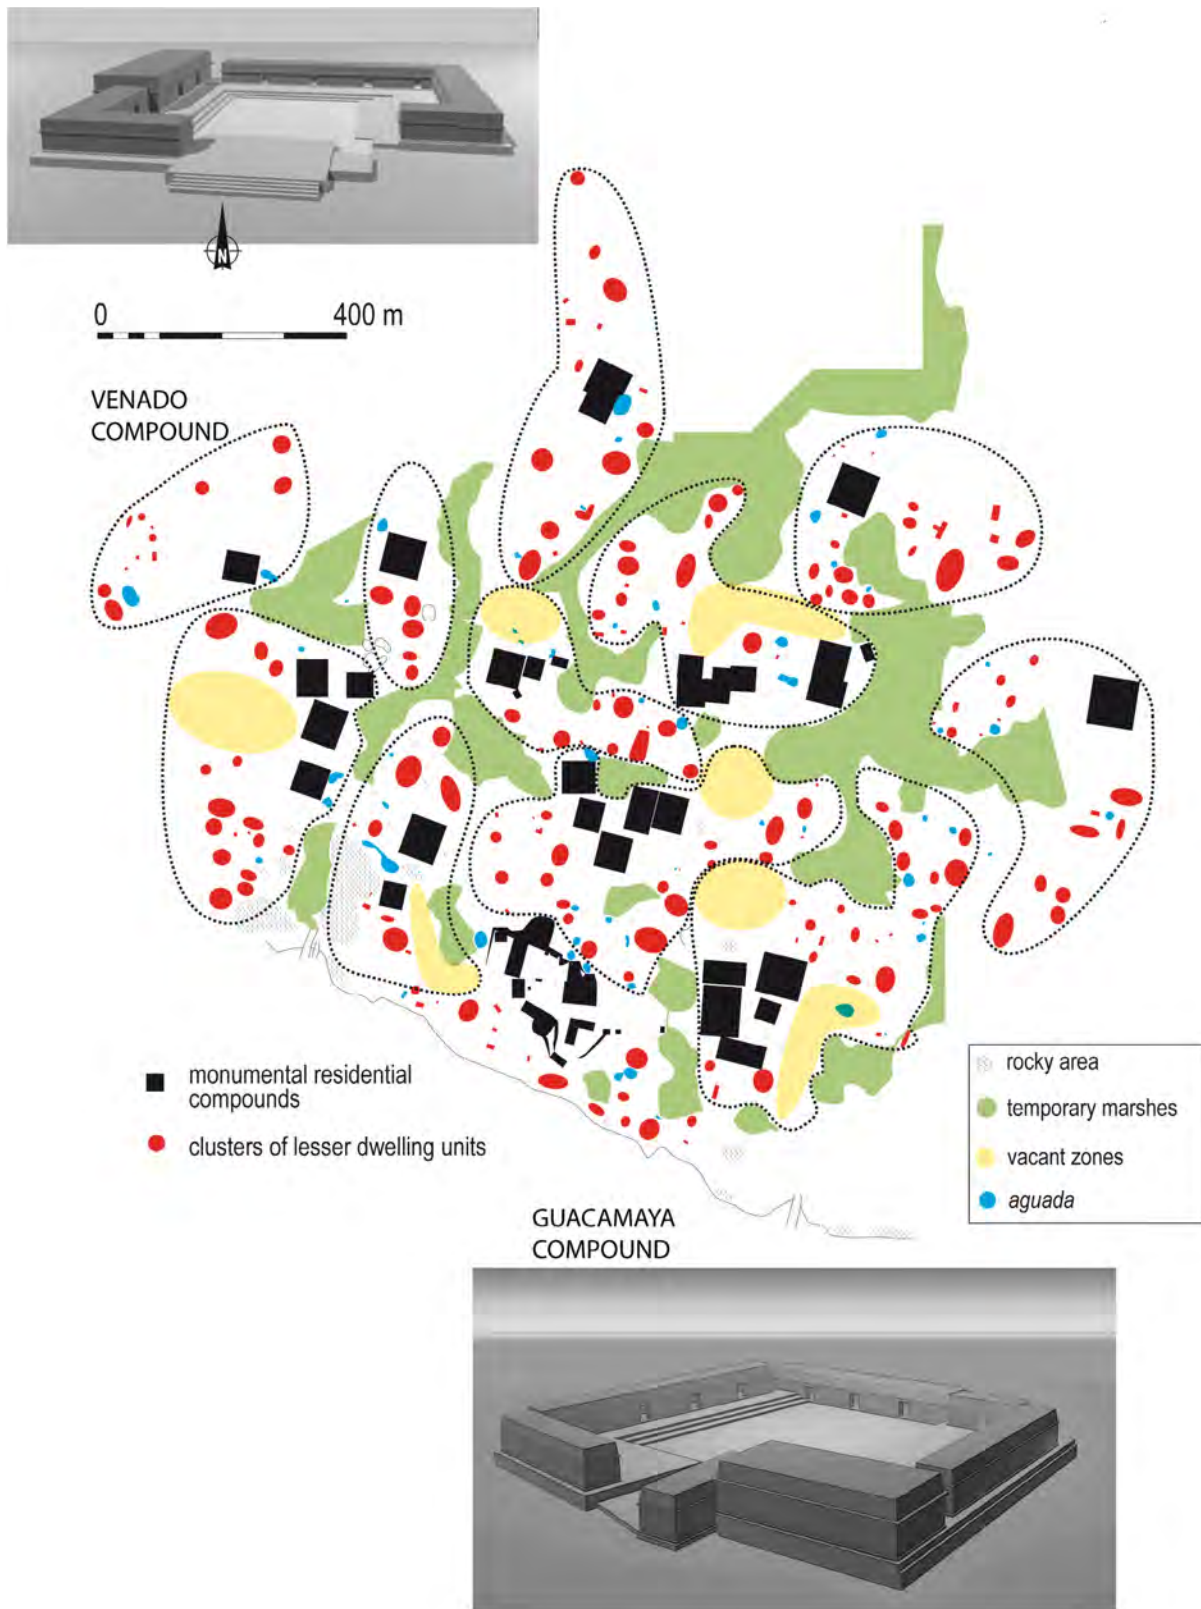 N
0 400 m
VENADO
COMPOUND
monumental residential
compounds
clusters of lesser dwelling units
rocky area
temporary marshes
vacant zones
aguada
GUACAMAYA
COMPOUND